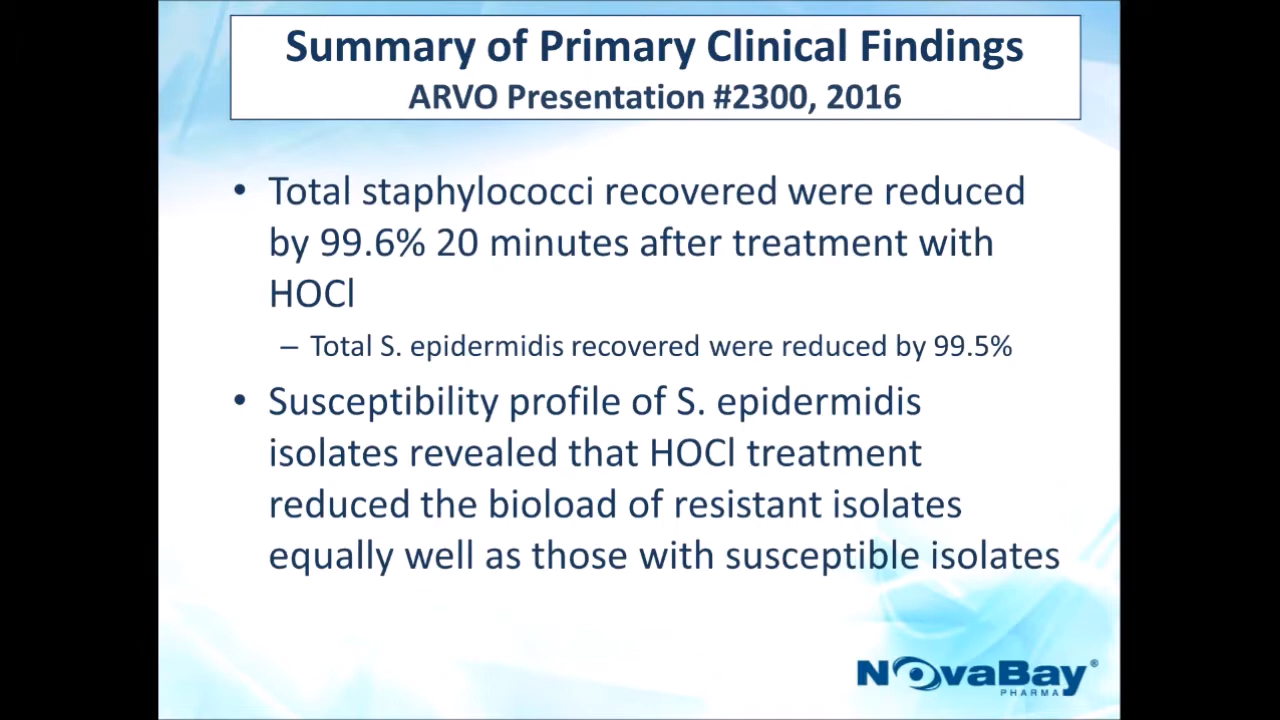 Summary of Primary Clinical Findings
ARVO Presentation #2300, 2016
• Total staphylococci recovered were reduced
by 99.6% 20 minutes after treatment with
HOCl
– Total S. epidermidis recovered were reduced by 99.5%
• Susceptibility profile of S. epidermidis
isolates revealed that HOCl treatment
reduced the bioload of resistant isolates
equally well as those with susceptible isolates
NovaBay®
PHARMA